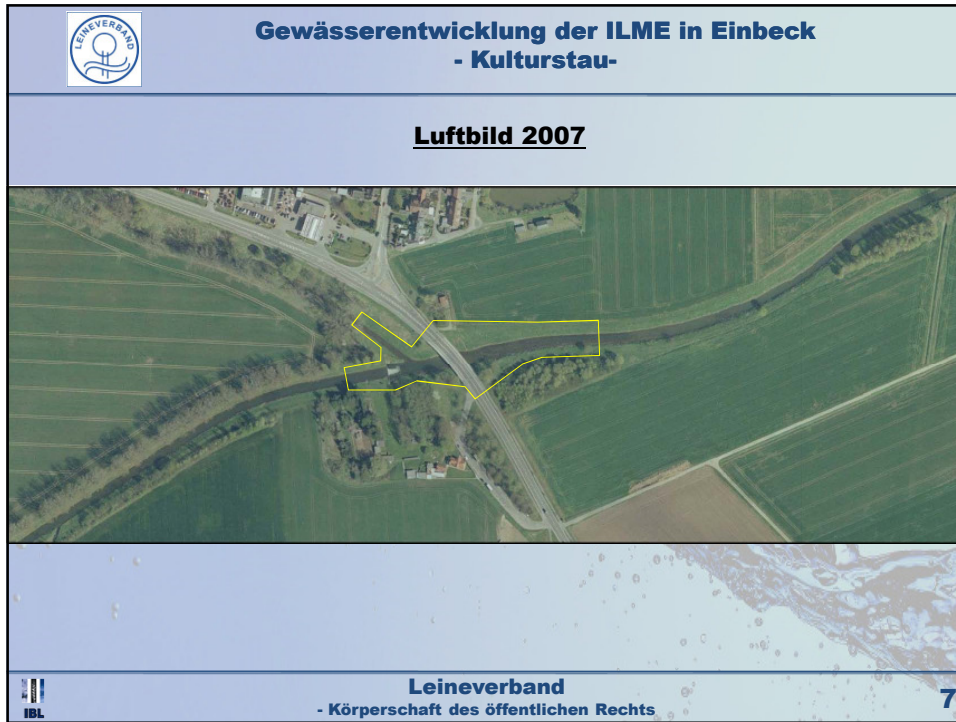 LEINEVERBAND
Gewässerentwicklung der ILME in Einbeck
- Kulturstau-
Luftbild 2007
IBL
Leineverband
- Körperschaft des öffentlichen Rechts
7